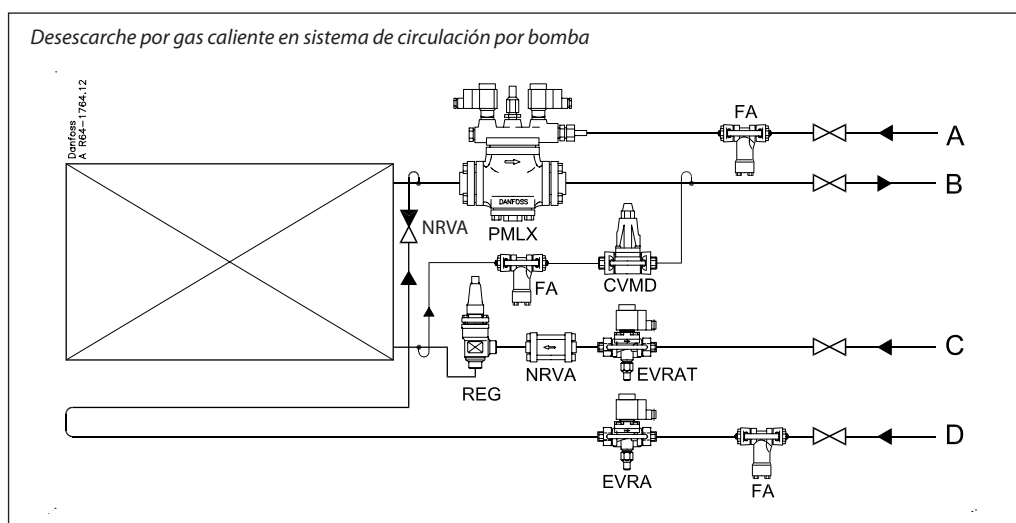 Desescarche por gas caliente en sistema de circulación por bomba
Danfoss
A R64-1764.12
FA
A
B
NRVA
DANFOSS
PMLX
FA
CVMD
C
REG
NRVA
EVRAT
D
EVRA
FA